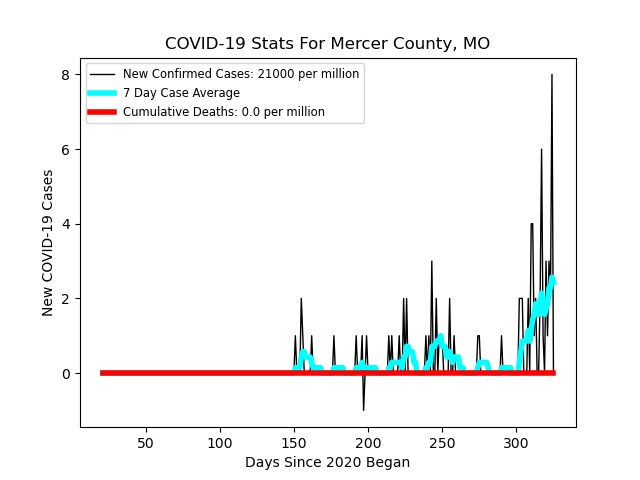 COVID-19 Stats For Mercer County, MO
New Confirmed Cases: 21000 per million
7 Day Case Average
Cumulative Deaths: 0.0 per million
8
6
4
2
0
New COVID-19 Cases
50 100 150 200 250 300
Days Since 2020 Began